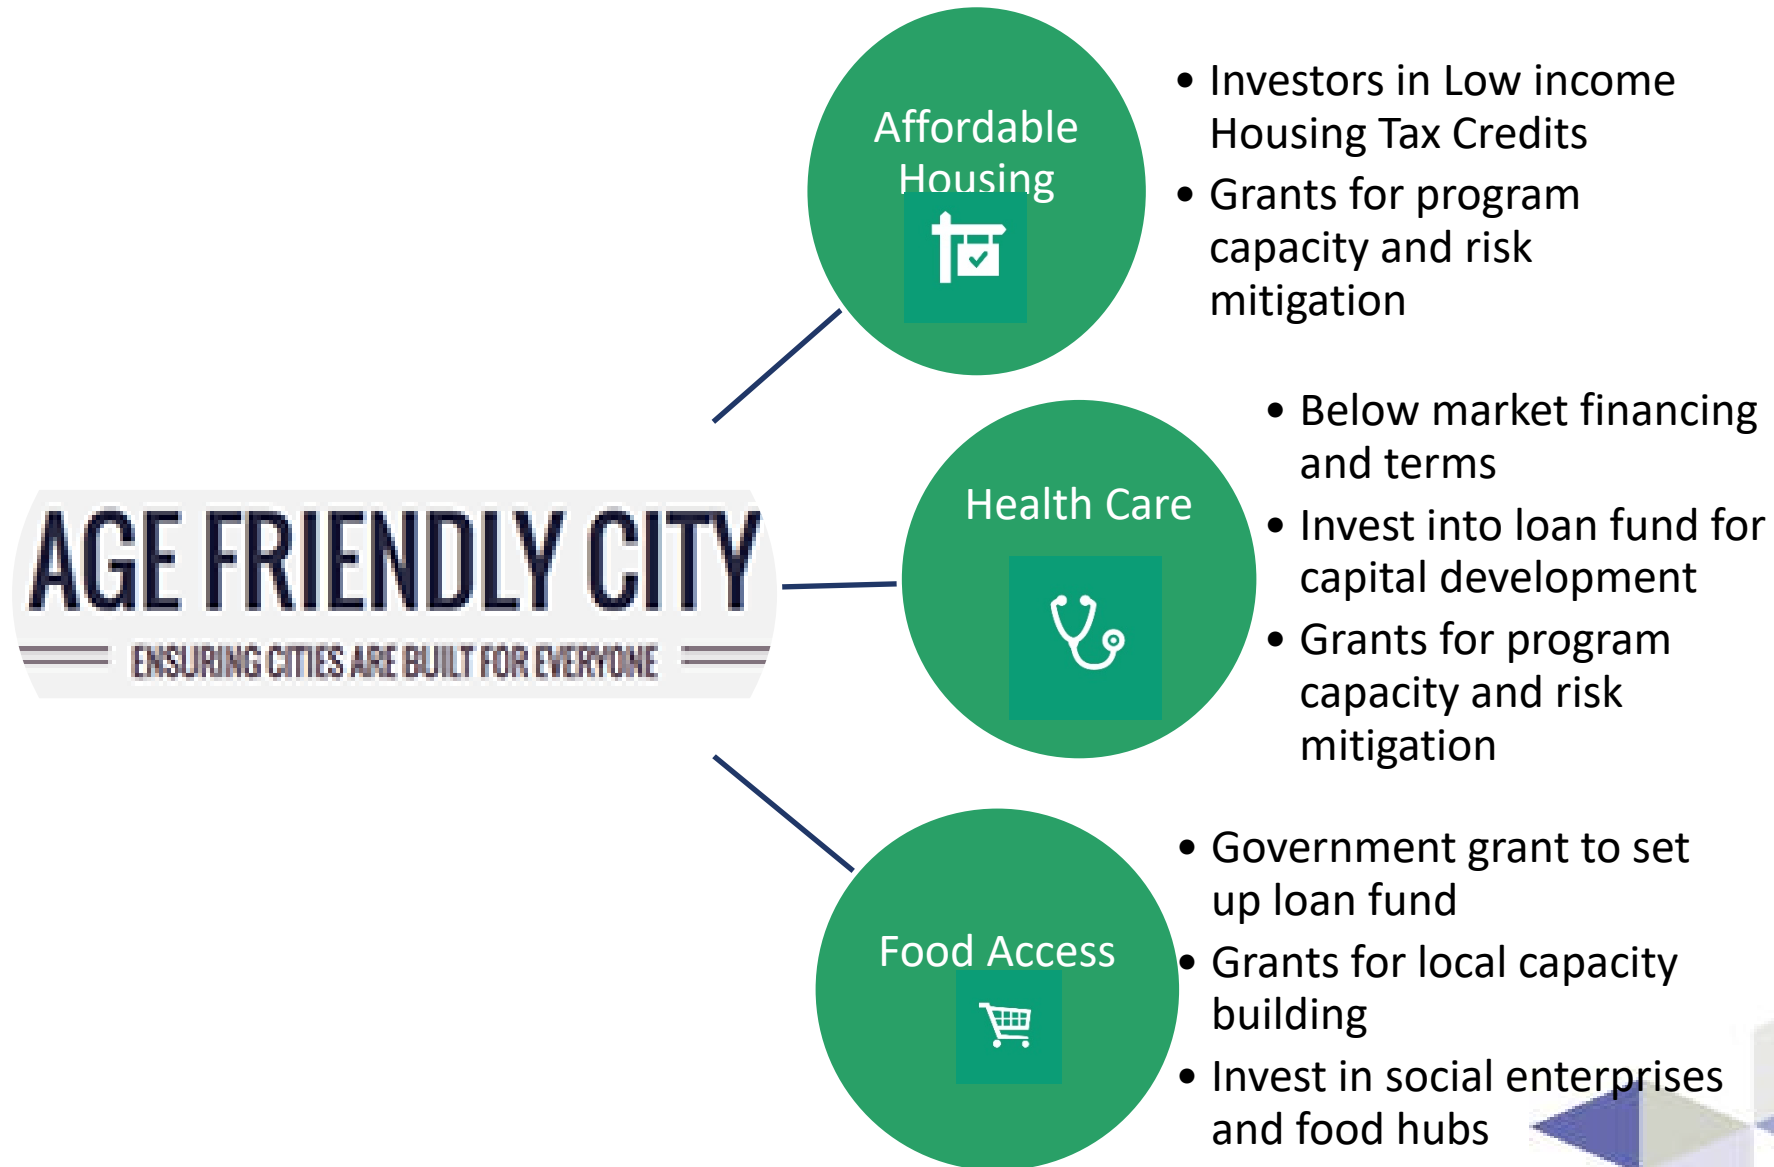 Affordable
Housing
• Investors in Low income
Housing Tax Credits
• Grants for program
capacity and risk
mitigation
AGE FRIENDLY CITY
ENSURING CITIES ARE BUILT FOR EVERYONE
Health Care
• Below market financing
and terms
• Invest into loan fund for
capital development
• Grants for program
capacity and risk
mitigation
Food Access
• Government grant to set
up loan fund
• Grants for local capacity
building
• Invest in social enterprises
and food hubs